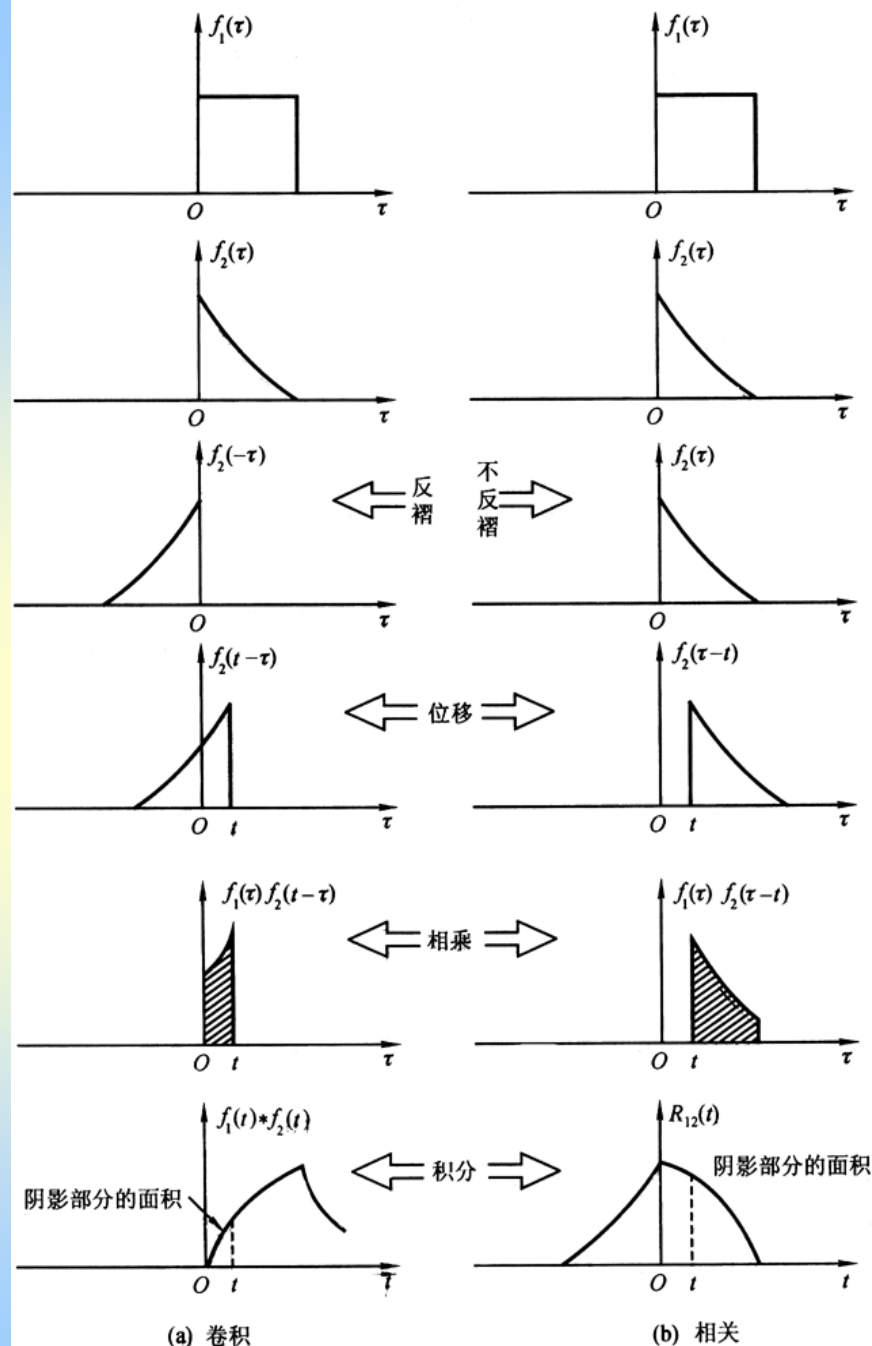 f₁(τ)
f₁(τ)
O
τ
O
τ
f₂(τ)
f₂(τ)
O
τ
O
τ
f₂(-τ)
反褶
不反褶
f₂(τ)
O
τ
O
τ
f₂(t-τ)
位移
f₂(τ-t)
O
t
τ
O
t
τ
f₁(τ) f₂(t-τ)
相乘
f₁(τ) f₂(τ-t)
O
t
τ
O
t
τ
f₁(t)*f₂(t)
积分
R₁₂(t)
阴影部分的面积
阴影部分的面积
O
t
O
t
t
(a) 卷积
(b) 相关